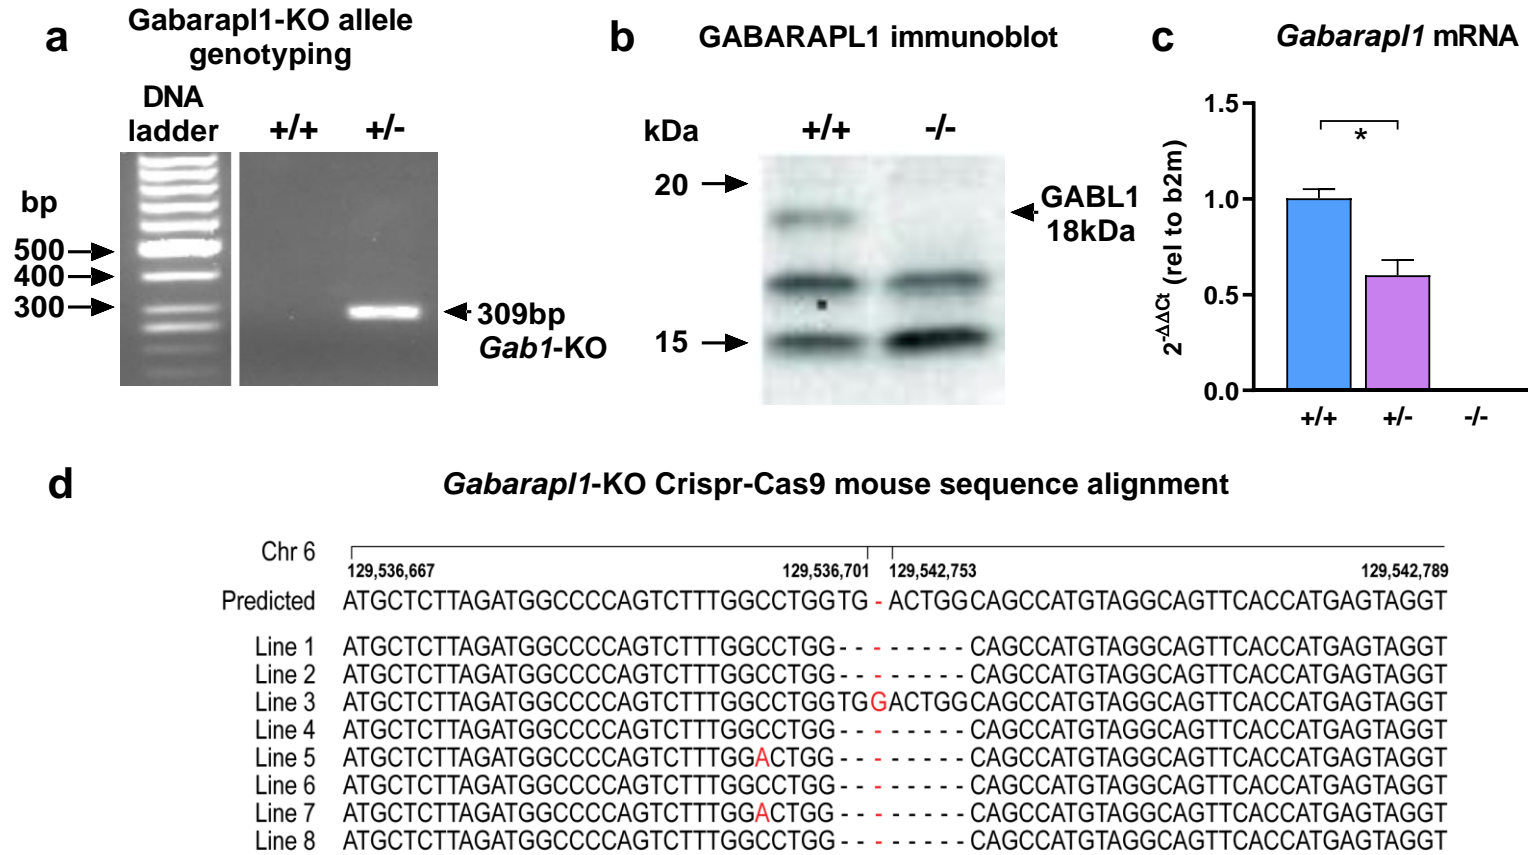 a
Gabarapl1-KO allele
genotyping
DNA
ladder
+/+
+/-
bp
500
400
300
309bp
Gab1-KO
b
GABARAPL1 immunoblot
kDa
+/+
-/-
20
15
GABL1
18kDa
c
Gabarapl1 mRNA
2-ΔΔCt (rel to b2m)
1.5
1.0
0.5
0.0
*
+/+
+/-
-/-
d
Gabarapl1-KO Crispr-Cas9 mouse sequence alignment
Chr 6
129,536,667 129,536,701 129,542,753 129,542,789
Predicted ATGCTCTTAGATGGCCCCAGTCTTTGGCCTGGTG-ACTGGCAGCCATGTAGGCAGTTCACCATGAGTAGGT
Line 1 ATGCTCTTAGATGGCCCCAGTCTTTGGCCTGG--------CAGCCATGTAGGCAGTTCACCATGAGTAGGT
Line 2 ATGCTCTTAGATGGCCCCAGTCTTTGGCCTGG--------CAGCCATGTAGGCAGTTCACCATGAGTAGGT
Line 3 ATGCTCTTAGATGGCCCCAGTCTTTGGCCTGGTGGACTGGCAGCCATGTAGGCAGTTCACCATGAGTAGGT
Line 4 ATGCTCTTAGATGGCCCCAGTCTTTGGCCTGG--------CAGCCATGTAGGCAGTTCACCATGAGTAGGT
Line 5 ATGCTCTTAGATGGCCCCAGTCTTTGGACTGG--------CAGCCATGTAGGCAGTTCACCATGAGTAGGT
Line 6 ATGCTCTTAGATGGCCCCAGTCTTTGGCCTGG--------CAGCCATGTAGGCAGTTCACCATGAGTAGGT
Line 7 ATGCTCTTAGATGGCCCCAGTCTTTGGACTGG--------CAGCCATGTAGGCAGTTCACCATGAGTAGGT
Line 8 ATGCTCTTAGATGGCCCCAGTCTTTGGCCTGG--------CAGCCATGTAGGCAGTTCACCATGAGTAGGT